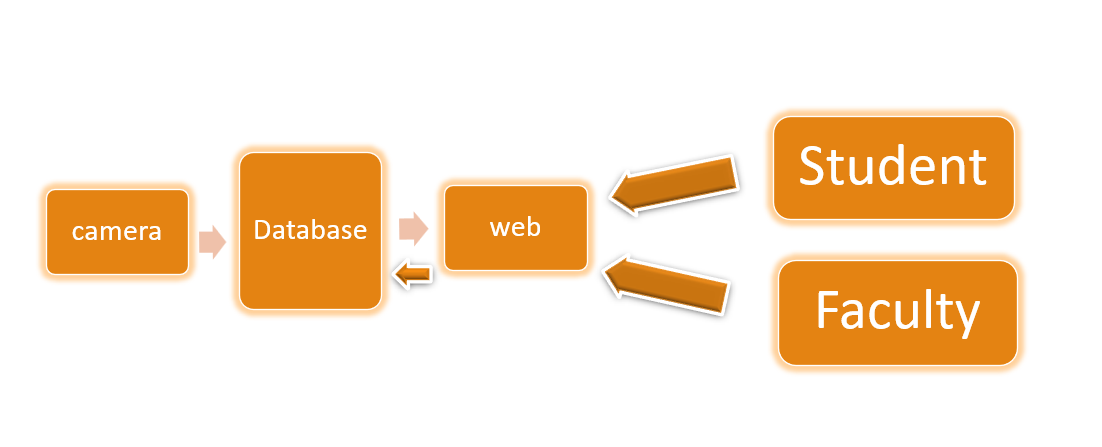 camera
Database
web
Student
Faculty